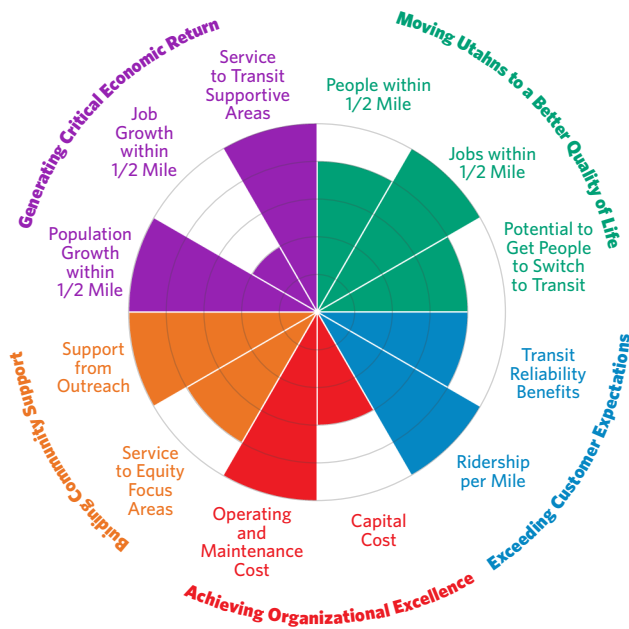 Moving Utahns to a Better Quality of Life
People within
1/2 Mile
Jobs within
1/2 Mile
Potential to
Get People
to Switch
to Transit
Exceeding Customer Expectations
Transit
Reliability
Benefits
Ridership
per Mile
Achieving Organizational Excellence
Capital
Cost
Operating
and
Maintenance
Cost
Buiding Community Support
Service
to Equity
Focus
Areas
Support
from
Outreach
Generating Critical Economic Return
Population
Growth
within
1/2 Mile
Job
Growth
within
1/2 Mile
Service
to Transit
Supportive
Areas